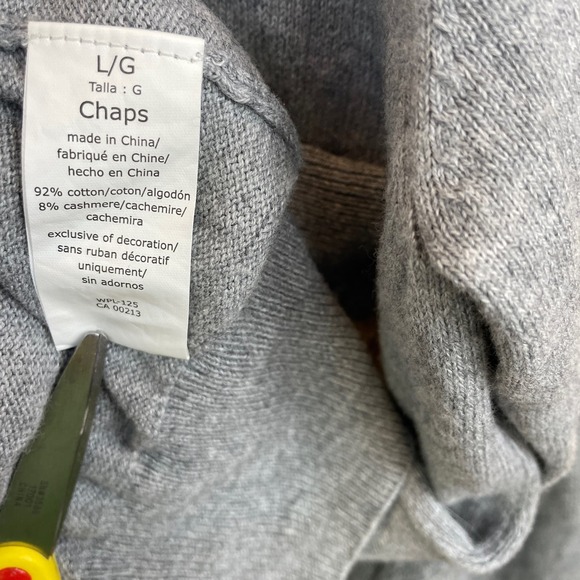 L/G
Talla : G
Chaps
made in China/
fabriqué en Chine/
hecho en China
92% cotton/coton/algodón
8% cashmere/cachemire/
cachemira
exclusive of decoration/
sans ruban décoratif
uniquement/
sin adornos
WPL-125
CA 00213
CHINA